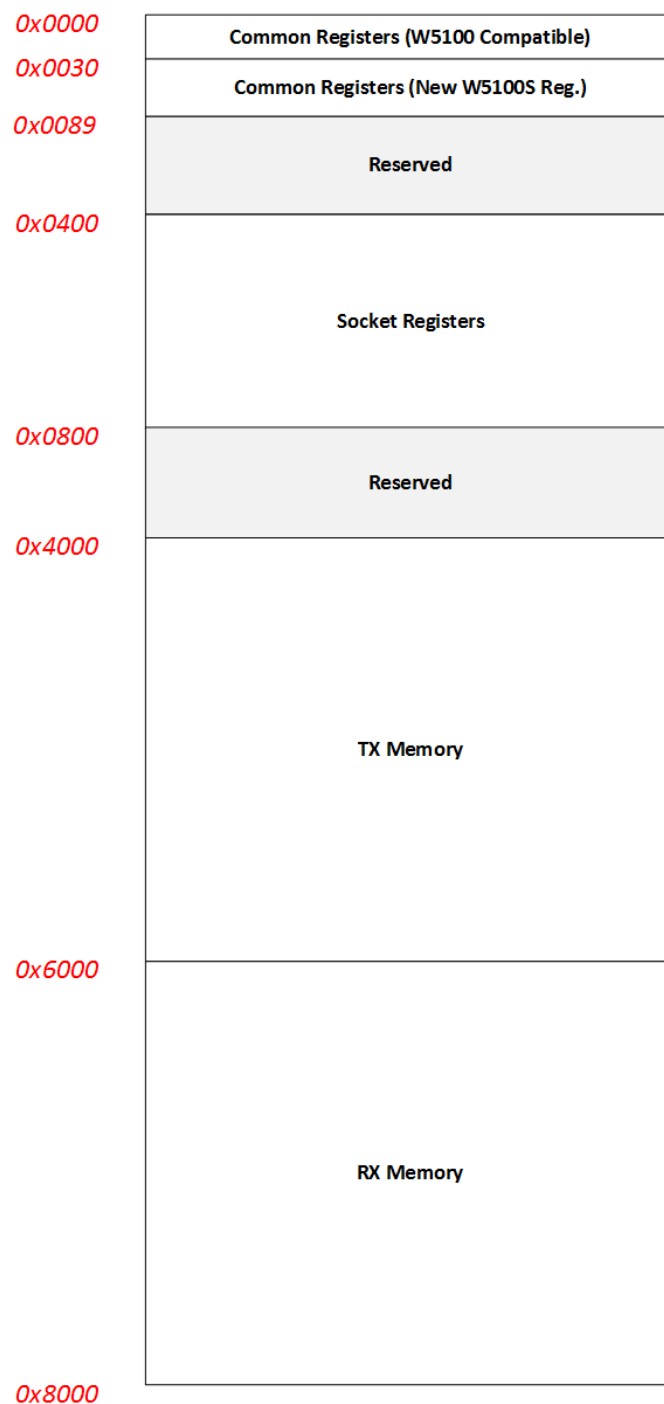 0x0000
Common Registers (W5100 Compatible)
0x0030
Common Registers (New W5100S Reg.)
0x0089
Reserved
0x0400
Socket Registers
0x0800
Reserved
0x4000
TX Memory
0x6000
RX Memory
0x8000